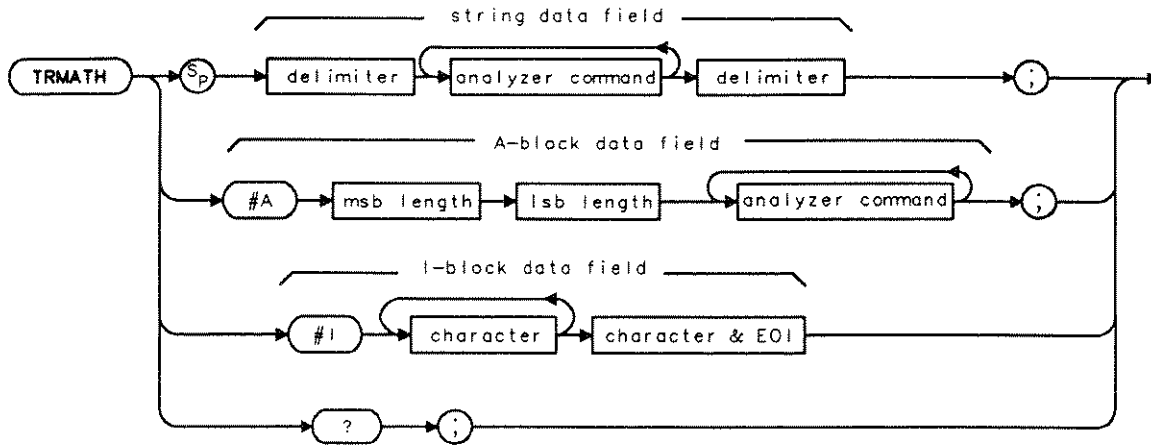 string data field
TRMATH SP delimiter analyzer command delimiter ;
A-block data field
#A msb length lsb length analyzer command ;
I-block data field
#I character character & EOI
? ;